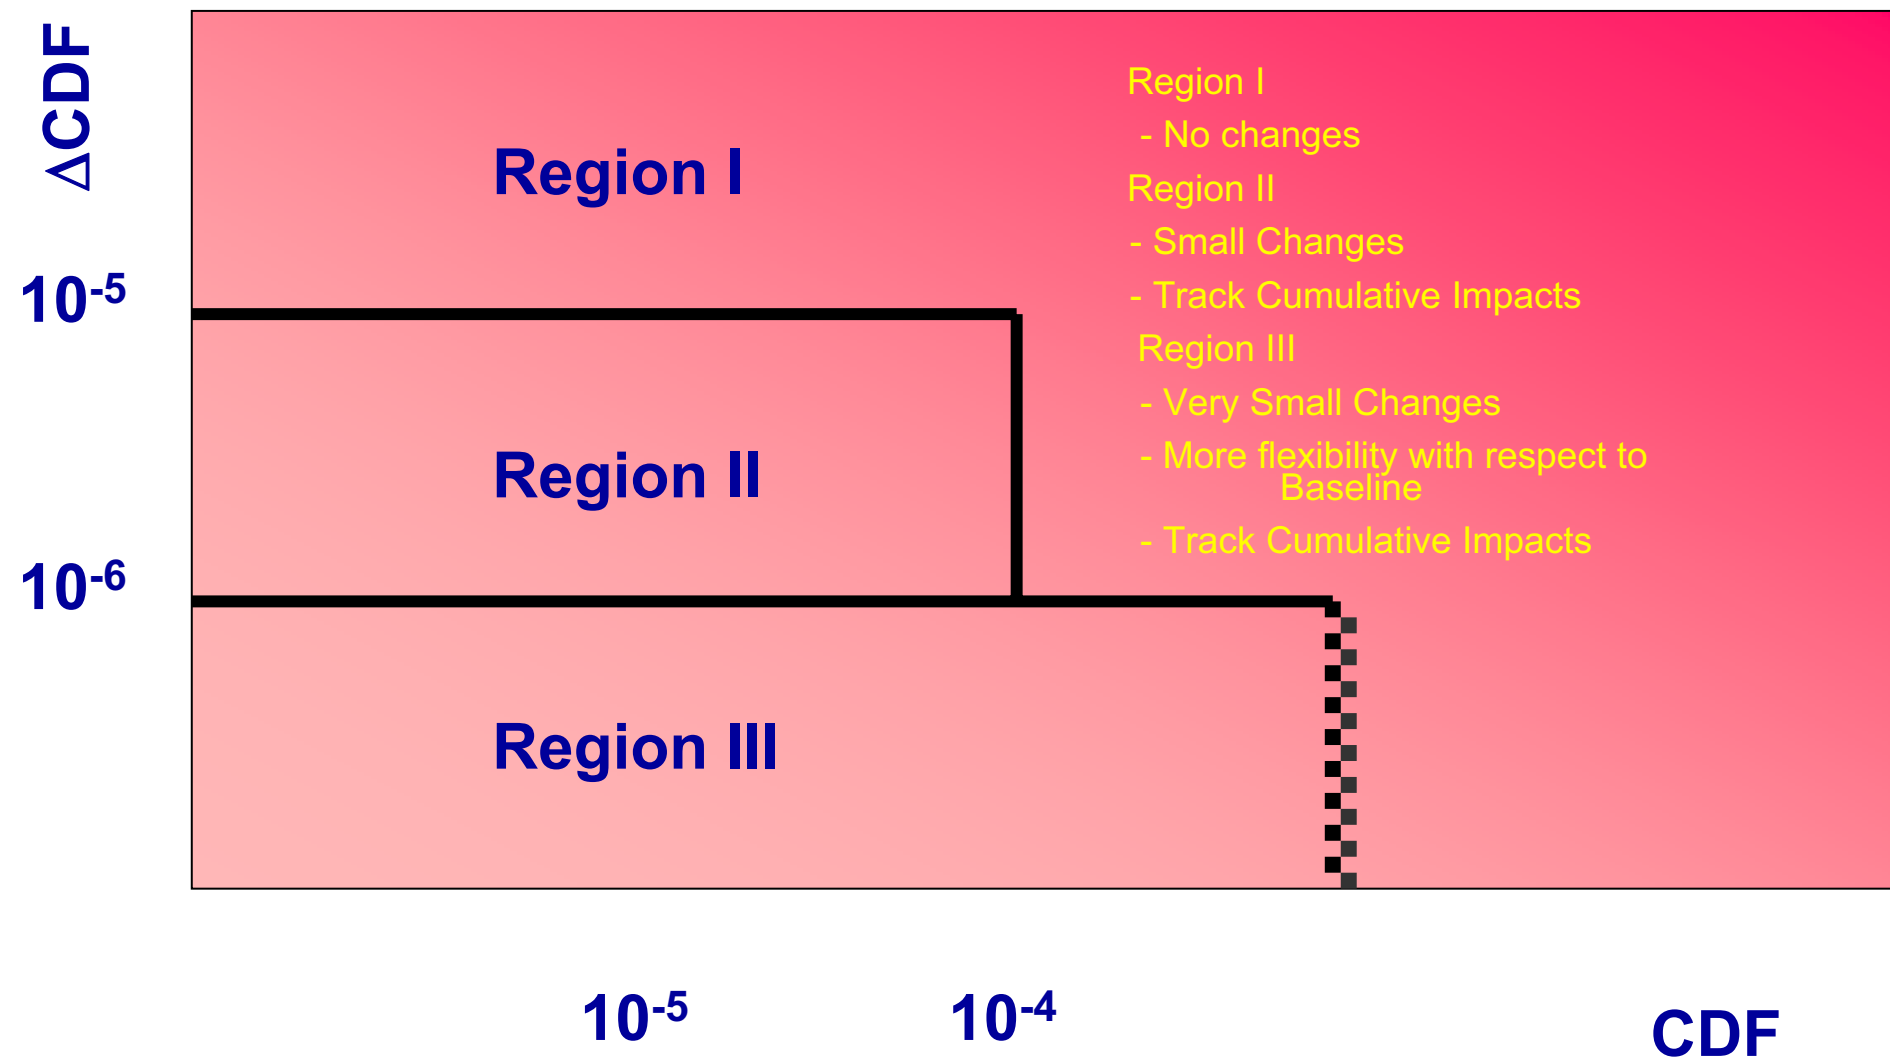 ΔCDF
Region I
- No changes
Region I
Region II
- Small Changes
10-5
- Track Cumulative Impacts
Region III
- Very Small Changes
Region II
- More flexibility with respect to
Baseline
- Track Cumulative Impacts
10-6
Region III
10-5
10-4
CDF